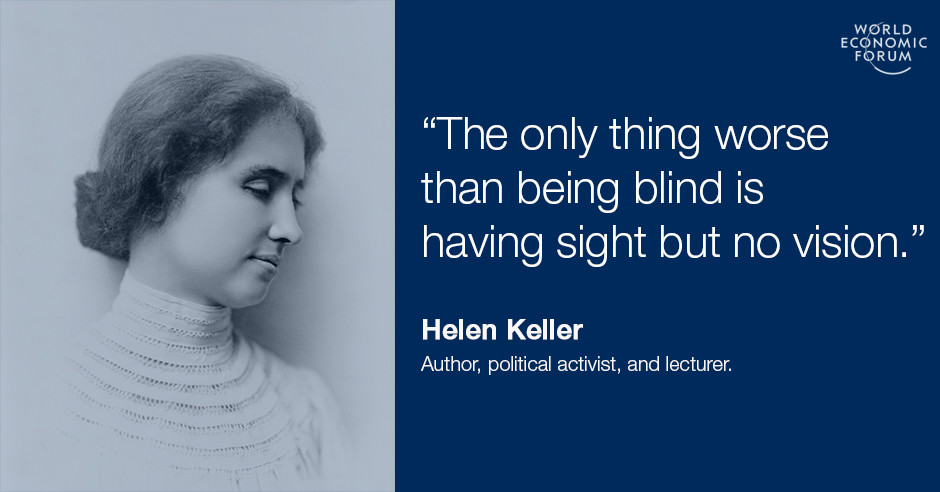 WORLD
ECONOMIC
FORUM
“The only thing worse
than being blind is
having sight but no vision.”
Helen Keller
Author, political activist, and lecturer.